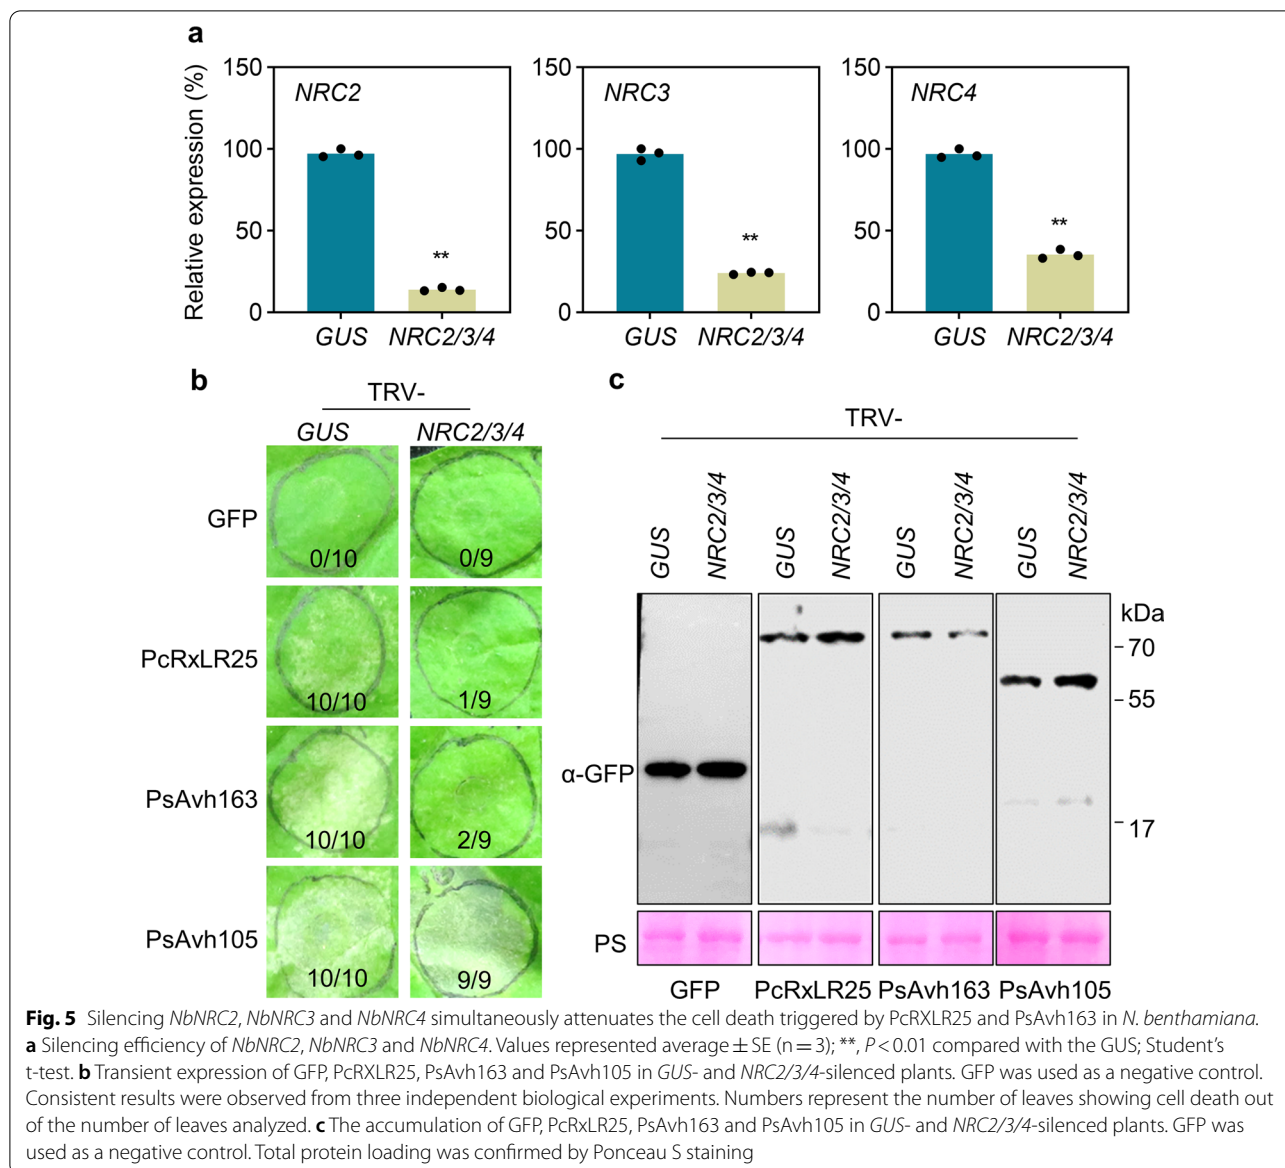 a
150 150 150
NRC2 NRC3 NRC4
100 100 100
Relative expression (%)
50 50 50
** ** **
0 0 0
GUS NRC2/3/4 GUS NRC2/3/4 GUS NRC2/3/4
b
TRV-
GUS NRC2/3/4
GFP
0/10 0/9
PcRxLR25
10/10 1/9
PsAvh163
10/10 2/9
PsAvh105
10/10 9/9
c
TRV-
GUS NRC2/3/4 GUS NRC2/3/4 GUS NRC2/3/4 GUS NRC2/3/4
kDa
70
55
α-GFP
17
PS
GFP PcRxLR25 PsAvh163 PsAvh105
Fig. 5 Silencing NbNRC2, NbNRC3 and NbNRC4 simultaneously attenuates the cell death triggered by PcRXLR25 and PsAvh163 in N. benthamiana.
a Silencing efficiency of NbNRC2, NbNRC3 and NbNRC4. Values represented average ± SE (n = 3); **, P < 0.01 compared with the GUS; Student's
t-test. b Transient expression of GFP, PcRXLR25, PsAvh163 and PsAvh105 in GUS- and NRC2/3/4-silenced plants. GFP was used as a negative control.
Consistent results were observed from three independent biological experiments. Numbers represent the number of leaves showing cell death out
of the number of leaves analyzed. c The accumulation of GFP, PcRxLR25, PsAvh163 and PsAvh105 in GUS- and NRC2/3/4-silenced plants. GFP was
used as a negative control. Total protein loading was confirmed by Ponceau S staining